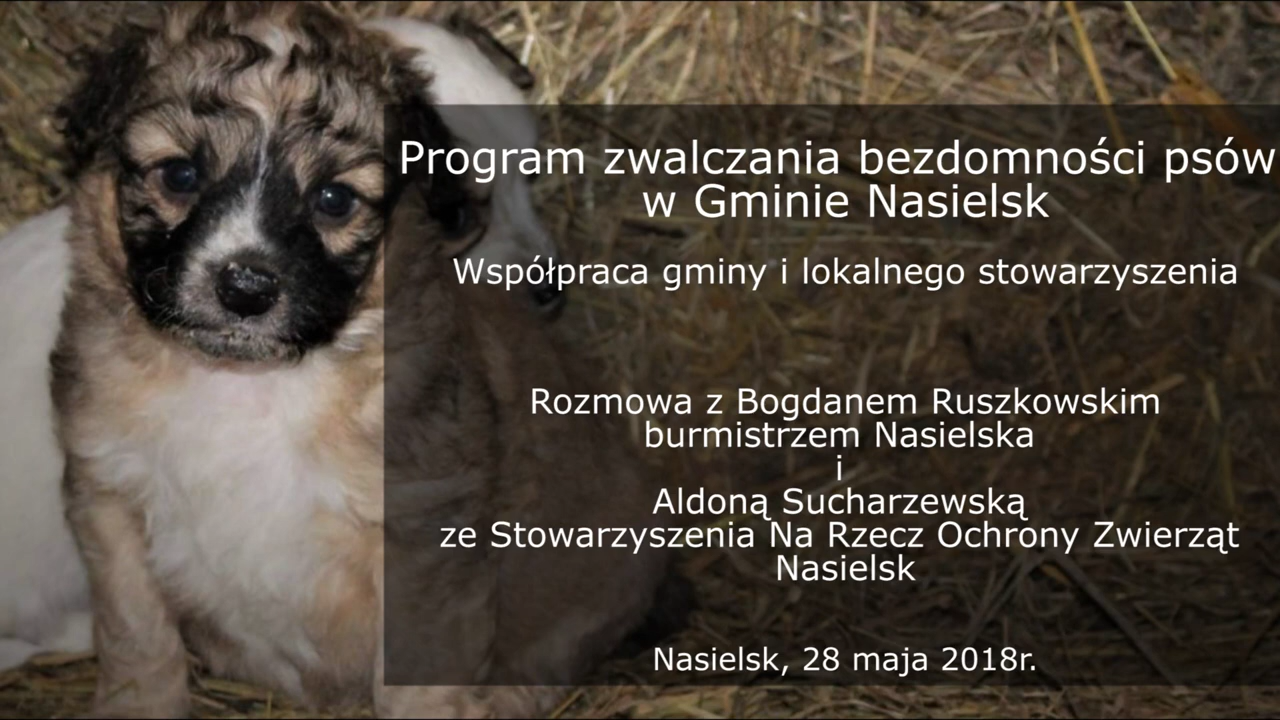 Program zwalczania bezdomności psów
w Gminie Nasielsk
Współpraca gminy i lokalnego stowarzyszenia
Rozmowa z Bogdanem Ruszkowskim
burmistrzem Nasielska
i
Aldoną Sucharzewską
ze Stowarzyszenia Na Rzecz Ochrony Zwierząt
Nasielsk
Nasielsk, 28 maja 2018r.